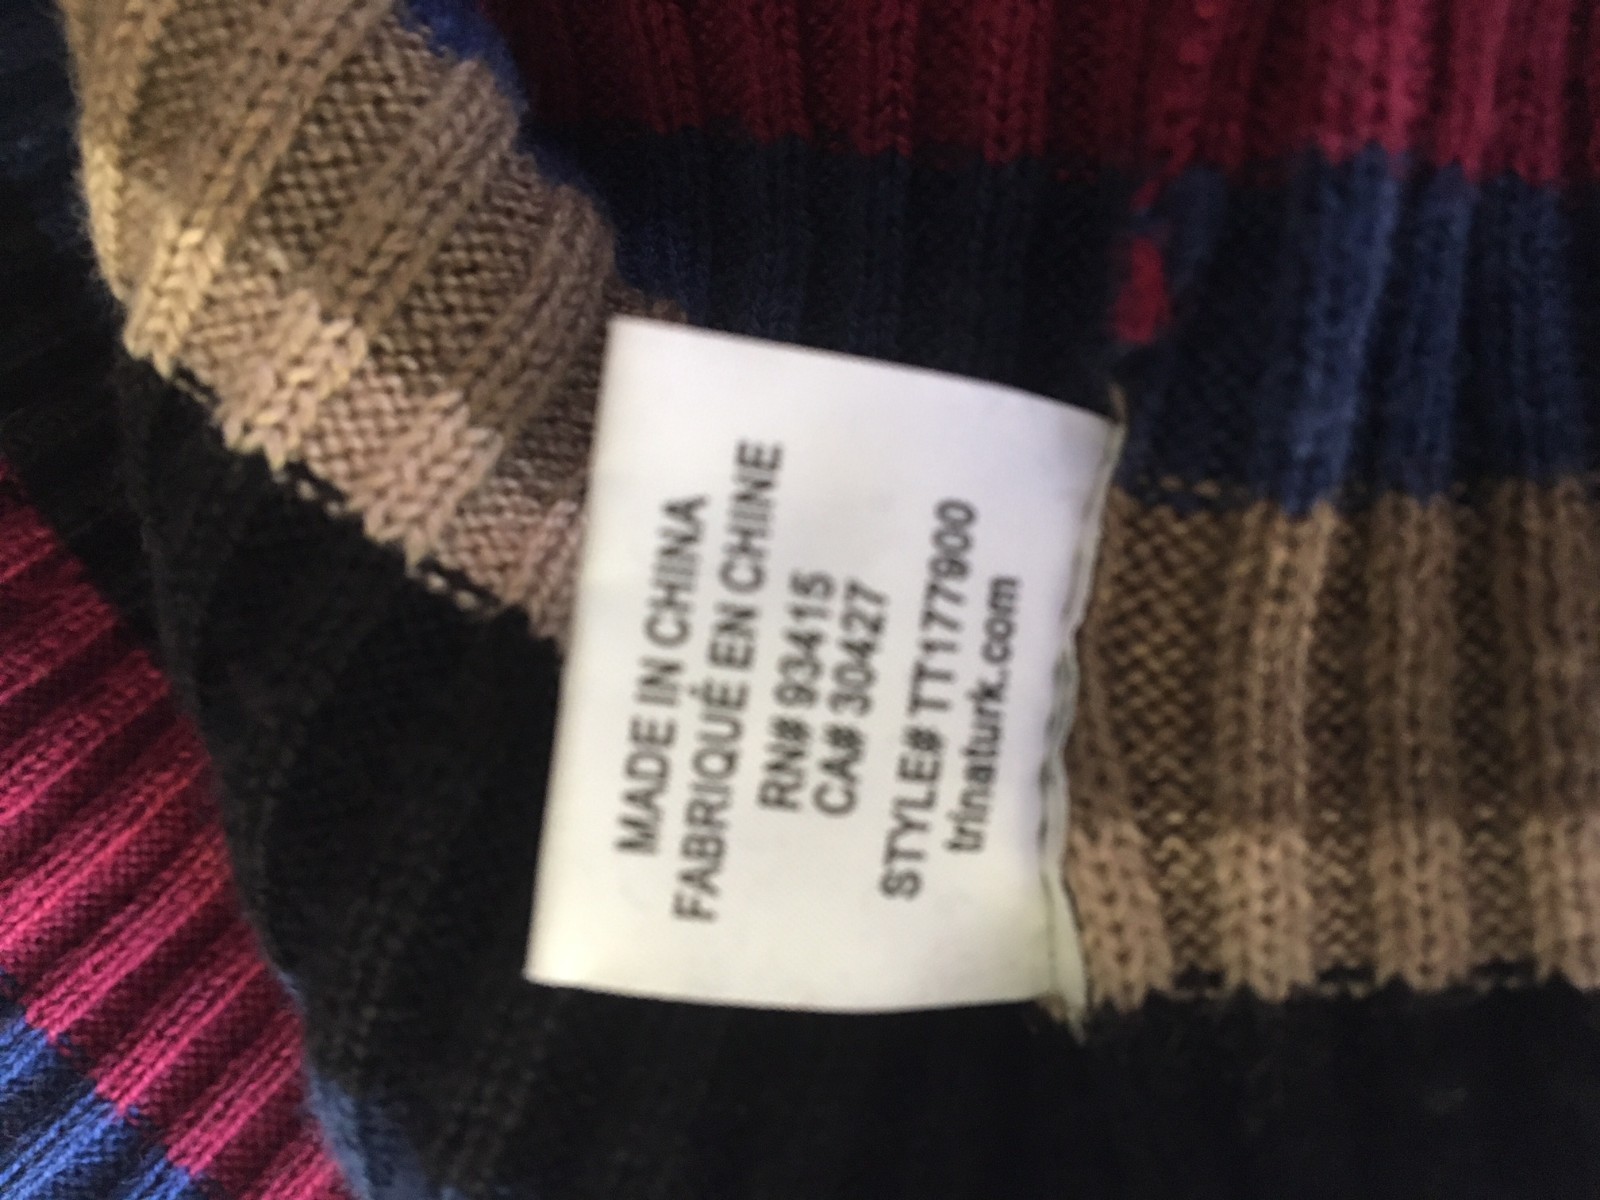 MADE IN CHINA
FABRIQUÉ EN CHINE
RN# 93415
CA# 30427
STYLE# TT177900
trinaturk.com